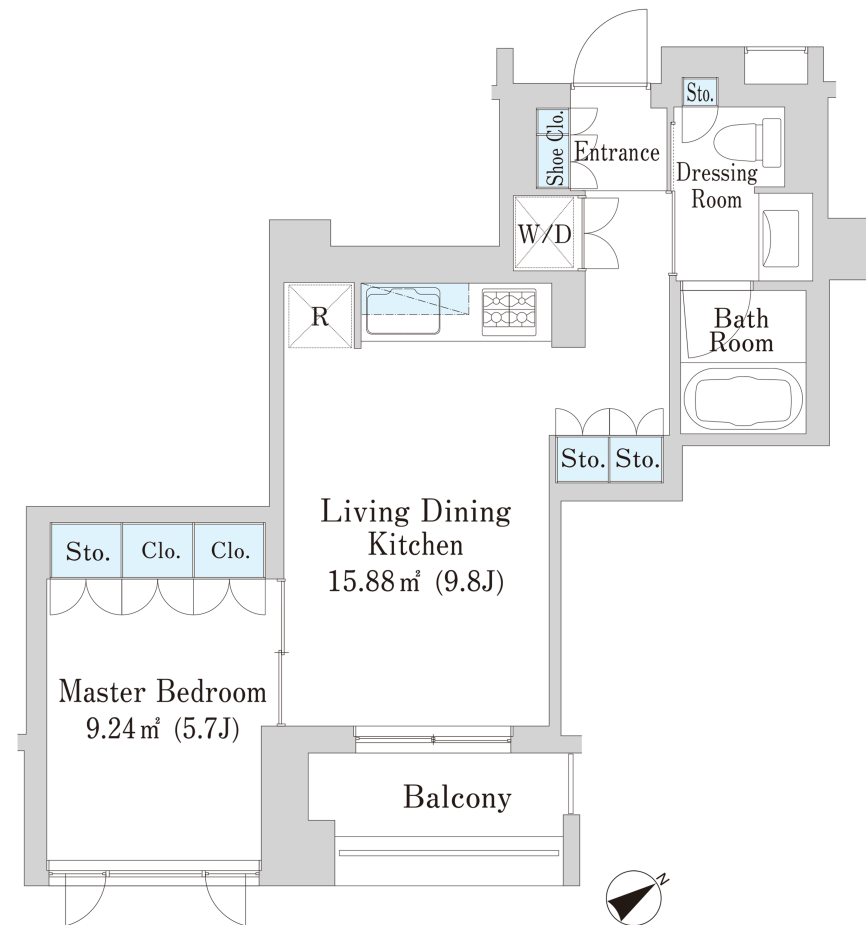 Sto.
Shoe Clo.
Entrance
Dressing
Room
W/D
R
Bath
Room
Sto.
Sto.
Living Dining
Kitchen
15.88㎡ (9.8J)
Sto.
Clo.
Clo.
Master Bedroom
9.24㎡ (5.7J)
Balcony
N